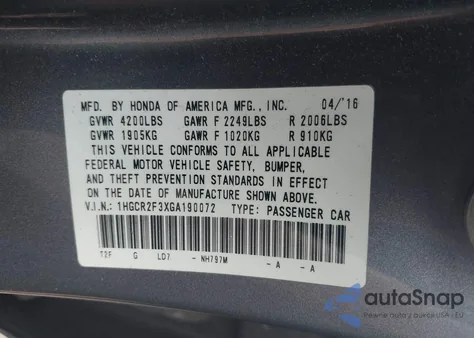 MFD. BY HONDA OF AMERICA MFG., INC. 04/'16
GVWR 4200LBS GAWR F 2249LBS R 2006LBS
GVWR 1905KG GAWR F 1020KG R 910KG
THIS VEHICLE CONFORMS TO ALL APPLICABLE
FEDERAL MOTOR VEHICLE SAFETY, BUMPER,
AND THEFT PREVENTION STANDARDS IN EFFECT
ON THE DATE OF MANUFACTURE SHOWN ABOVE.
V.I.N.: 1HGCR2F3XGA190072 TYPE: PASSENGER CAR
T2F G LD7 - NH797M - A - A
autaSnap